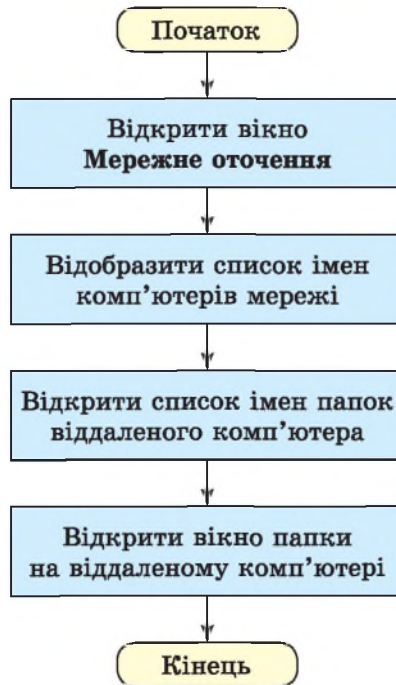 Початок
Відкрити вікно
Мережне оточення
Відобразити список імен
комп'ютерів мережі
Відкрити список імен папок
віддаленого комп'ютера
Відкрити вікно папки
на віддаленому комп'ютері
Кінець